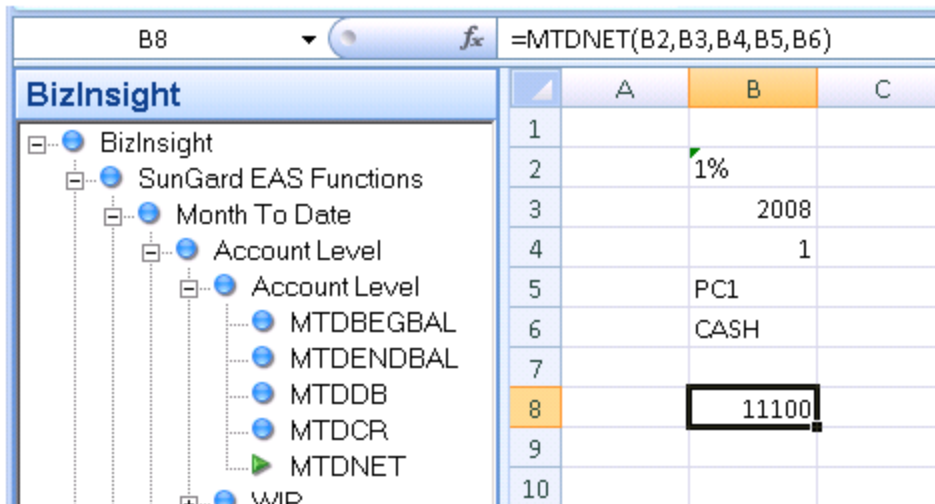 B8 fx =MTDNET(B2,B3,B4,B5,B6)
BizInsight
BizInsight
SunGard EAS Functions
Month To Date
Account Level
Account Level
MTDBEGBAL
MTDENDBAL
MTDDB
MTDCR
MTDNET
WIP
A B C
1
2 1%
3 2008
4 1
5 PC1
6 CASH
7
8 11100
9
10